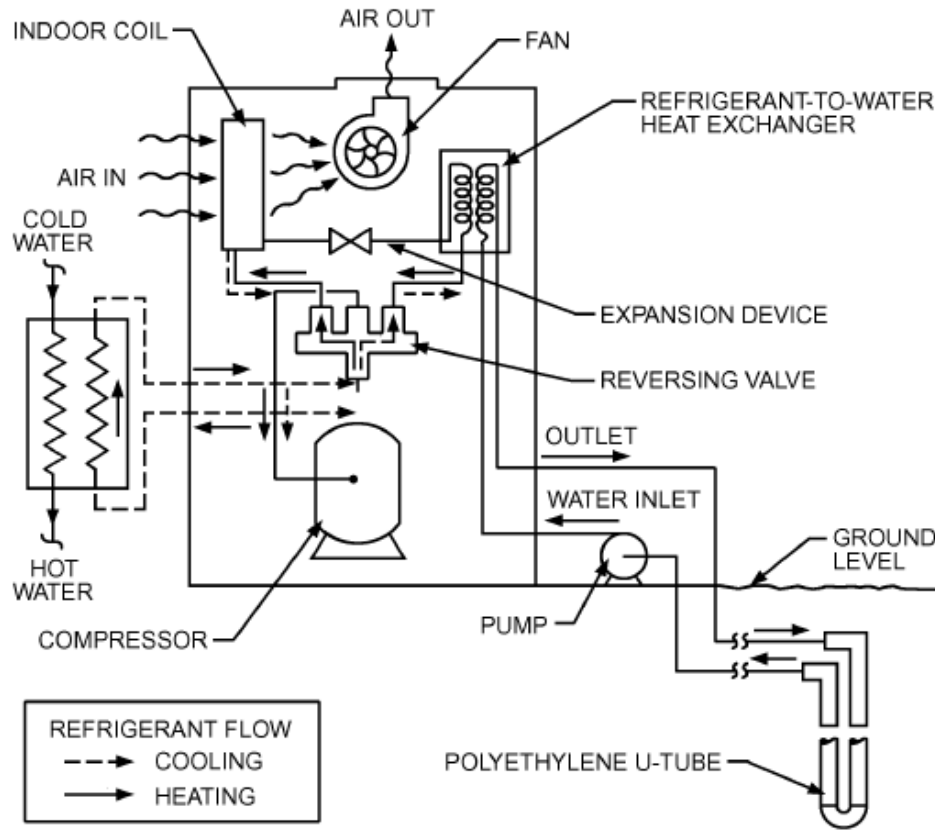 AIR OUT
INDOOR COIL
FAN
REFRIGERANT-TO-WATER
HEAT EXCHANGER
AIR IN
COLD
WATER
EXPANSION DEVICE
REVERSING VALVE
OUTLET
WATER INLET
GROUND
LEVEL
HOT
WATER
COMPRESSOR
PUMP
REFRIGERANT FLOW
COOLING
HEATING
POLYETHYLENE U-TUBE